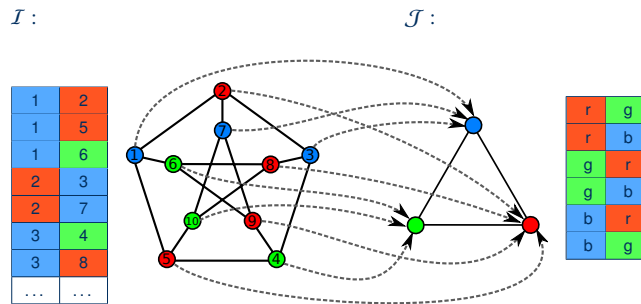 𝓘 : 𝓙 :
1 2
1 5
1 6
2 3
2 7
3 4
3 8
... ...
2
7
1 6 8 3
10 9
5 4
r g
r b
g r
g b
b r
b g